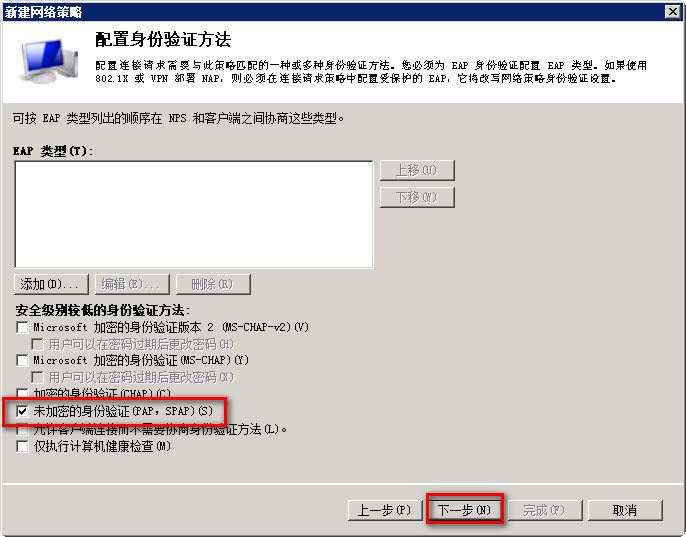 新建网络策略
配置身份验证方法
配置连接请求需要与此策略匹配的一种或多种身份验证方法。您必须为 EAP 身份验证配置 EAP 类型。如果使用
802.1X 或 VPN 部署 NAP，则必须在连接请求策略中配置受保护的 EAP，它将改写网络策略身份验证设置。
可按 EAP 类型列出的顺序在 NPS 和客户端之间协商这些类型。
EAP 类型(T):
上移(U)
下移(W)
添加(D)... 编辑(E)... 删除(R)
安全级别较低的身份验证方法:
Microsoft 加密的身份验证版本 2 (MS-CHAP-v2)(V)
用户可以在密码过期后更改密码(H)
Microsoft 加密的身份验证(MS-CHAP)(Y)
用户可以在密码过期后更改密码(X)
加密的身份验证(CHAP)(C)
未加密的身份验证(PAP，SPAP)(S)
允许客户端连接而不需要协商身份验证方法(L)。
仅执行计算机健康检查(M)
上一步(P) 下一步(N) 完成(F) 取消